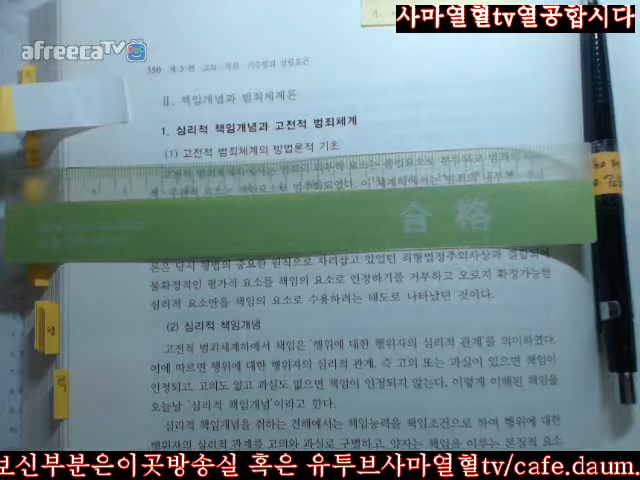 사마열혈tv열공합시다
afreecaTV
350 제 3 편 고의 · 작위 · 기수범의 성립요건
Ⅱ. 책임개념과 범죄체계론
1. 심리적 책임개념과 고전적 범죄체계
(1) 고전적 범죄체계의 방법론적 기초
合格
론은 당시 형법의 중요한 원칙으로 자리잡고 있었던 죄형법정주의사상과 결합되어
불확정적인 평가적 요소를 책임의 요소로 인정하기를 거부하고 오로지 확정가능한
심리적 요소만을 책임의 요소로 수용하려는 태도로 나타났던 것이다.
(2) 심리적 책임개념
고전적 범죄체계하에서 책임은 '행위에 대한 행위자의 심리적 관계'를 의미하였다.
이에 따르면 행위에 대한 행위자의 심리적 관계, 즉 고의 또는 과실이 있으면 책임이
인정되고, 고의도 없고 과실도 없으면 책임이 인정되지 않는다. 이렇게 이해된 책임을
오늘날 '심리적 책임개념'이라고 한다.
심리적 책임개념을 취하는 견해에서는 책임능력을 책임조건으로 하여 행위에 대한
행위자의 심리적 관계를 고의와 과실로 구별하고, 양자는 책임을 이루는 본질적 요소
보신부분은이곳방송실 혹은 유투브사마열혈tv/cafe.daum.